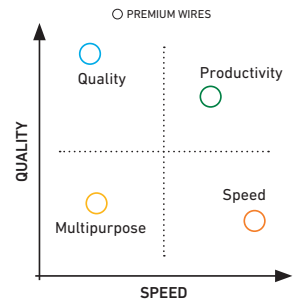 PREMIUM WIRES
Quality
Productivity
QUALITY
Speed
Multipurpose
SPEED